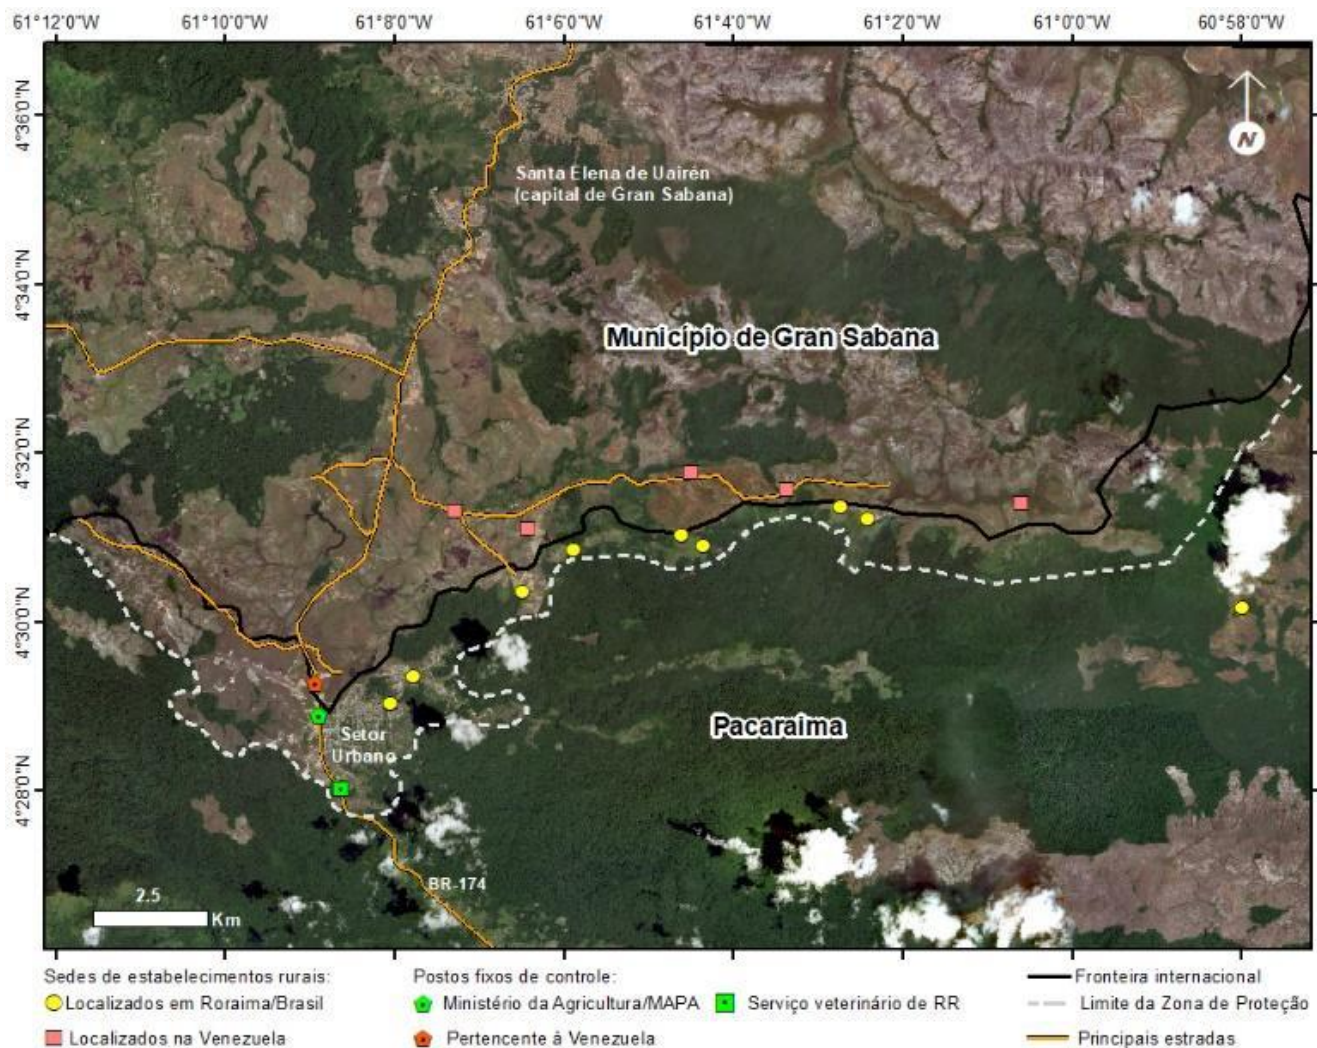 61°12'0"W 61°10'0"W 61°8'0"W 61°6'0"W 61°4'0"W 61°2'0"W 61°0'0"W 60°58'0"W
4°36'0"N
4°34'0"N
4°32'0"N
4°30'0"N
4°28'0"N
N
Santa Elena de Uairén
(capital de Gran Sabana)
Município de Gran Sabana
Pacaraima
Setor
Urbano
BR-174
2.5
Km
Sedes de estabelecimentos rurais:
Localizados em Roraima/Brasil
Localizados na Venezuela
Postos fixos de controle:
Ministério da Agricultura/MAPA
Serviço veterinário de RR
Pertencente à Venezuela
Fronteira internacional
Limite da Zona de Proteção
Principais estradas